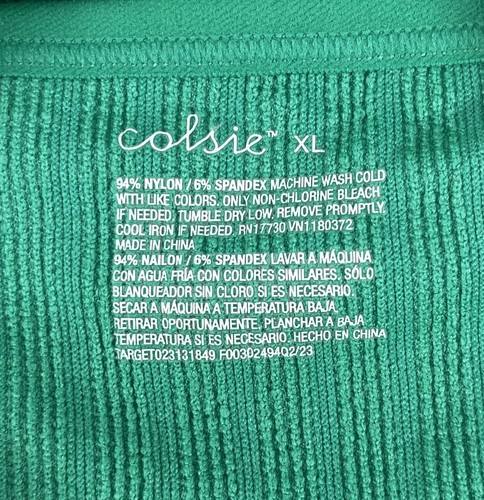 colsie™ XL
94% NYLON / 6% SPANDEX MACHINE WASH COLD
WITH LIKE COLORS. ONLY NON-CHLORINE BLEACH
IF NEEDED. TUMBLE DRY LOW. REMOVE PROMPTLY.
COOL IRON IF NEEDED. RN17730 VN1180372
MADE IN CHINA
94% NAILON / 6% SPANDEX LAVAR A MÁQUINA
CON AGUA FRÍA CON COLORES SIMILARES. SÓLO
BLANQUEADOR SIN CLORO SI ES NECESARIO.
SECAR A MÁQUINA A TEMPERATURA BAJA.
RETIRAR OPORTUNAMENTE. PLANCHAR A BAJA
TEMPERATURA SI ES NECESARIO. HECHO EN CHINA
TARGET023131849 F0030249402/23